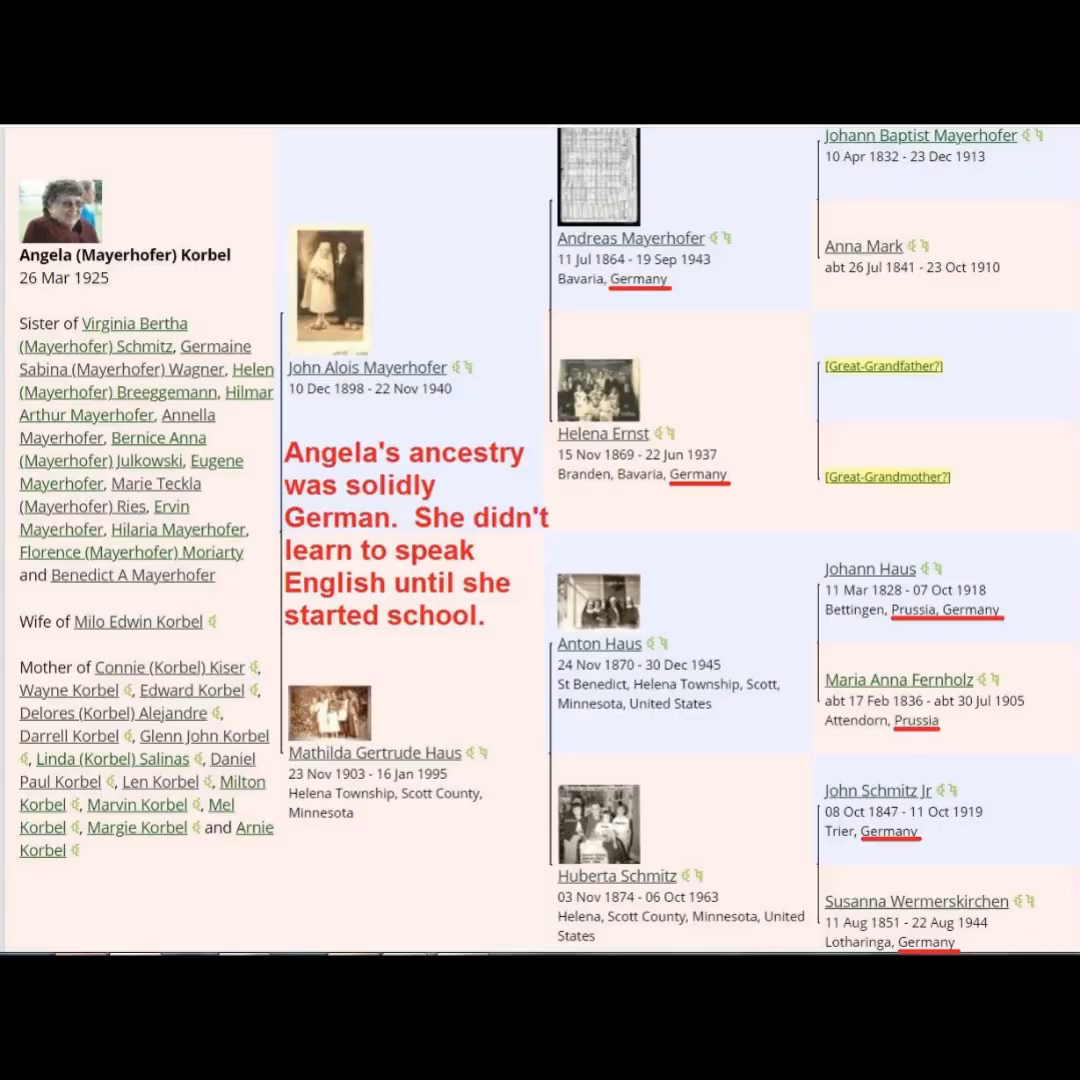 Angela (Mayerhofer) Korbel
26 Mar 1925
Sister of Virginia Bertha
(Mayerhofer) Schmitz, Germaine
Sabina (Mayerhofer) Wagner, Helen
(Mayerhofer) Breeggemann, Hilmar
Arthur Mayerhofer, Annella
Mayerhofer, Bernice Anna
(Mayerhofer) Julkowski, Eugene
Mayerhofer, Marie Teckla
(Mayerhofer) Ries, Ervin
Mayerhofer, Hilaria Mayerhofer,
Florence (Mayerhofer) Moriarty
and Benedict A Mayerhofer
Wife of Milo Edwin Korbel
Mother of Connie (Korbel) Kiser,
Wayne Korbel, Edward Korbel,
Delores (Korbel) Alejandre,
Darrell Korbel, Glenn John Korbel
, Linda (Korbel) Salinas, Daniel
Paul Korbel, Len Korbel, Milton
Korbel, Marvin Korbel, Mel
Korbel, Margie Korbel and Arnie
Korbel
John Alois Mayerhofer
10 Dec 1898 - 22 Nov 1940
Angela's ancestry
was solidly
German. She didn't
learn to speak
English until she
started school.
Mathilda Gertrude Haus
23 Nov 1903 - 16 Jan 1995
Helena Township, Scott County,
Minnesota
Andreas Mayerhofer
11 Jul 1864 - 19 Sep 1943
Bavaria, Germany
Helena Ernst
15 Nov 1869 - 22 Jun 1937
Branden, Bavaria, Germany
Anton Haus
24 Nov 1870 - 30 Dec 1945
St Benedict, Helena Township, Scott,
Minnesota, United States
Huberta Schmitz
03 Nov 1874 - 06 Oct 1963
Helena, Scott County, Minnesota, United
States
Johann Baptist Mayerhofer
10 Apr 1832 - 23 Dec 1913
Anna Mark
abt 26 Jul 1841 - 23 Oct 1910
[Great-Grandfather?]
[Great-Grandmother?]
Johann Haus
11 Mar 1828 - 07 Oct 1918
Bettingen, Prussia, Germany
Maria Anna Fernholz
abt 17 Feb 1836 - abt 30 Jul 1905
Attendorn, Prussia
John Schmitz Jr
08 Oct 1847 - 11 Oct 1919
Trier, Germany
Susanna Wermerskirchen
11 Aug 1851 - 22 Aug 1944
Lotharinga, Germany